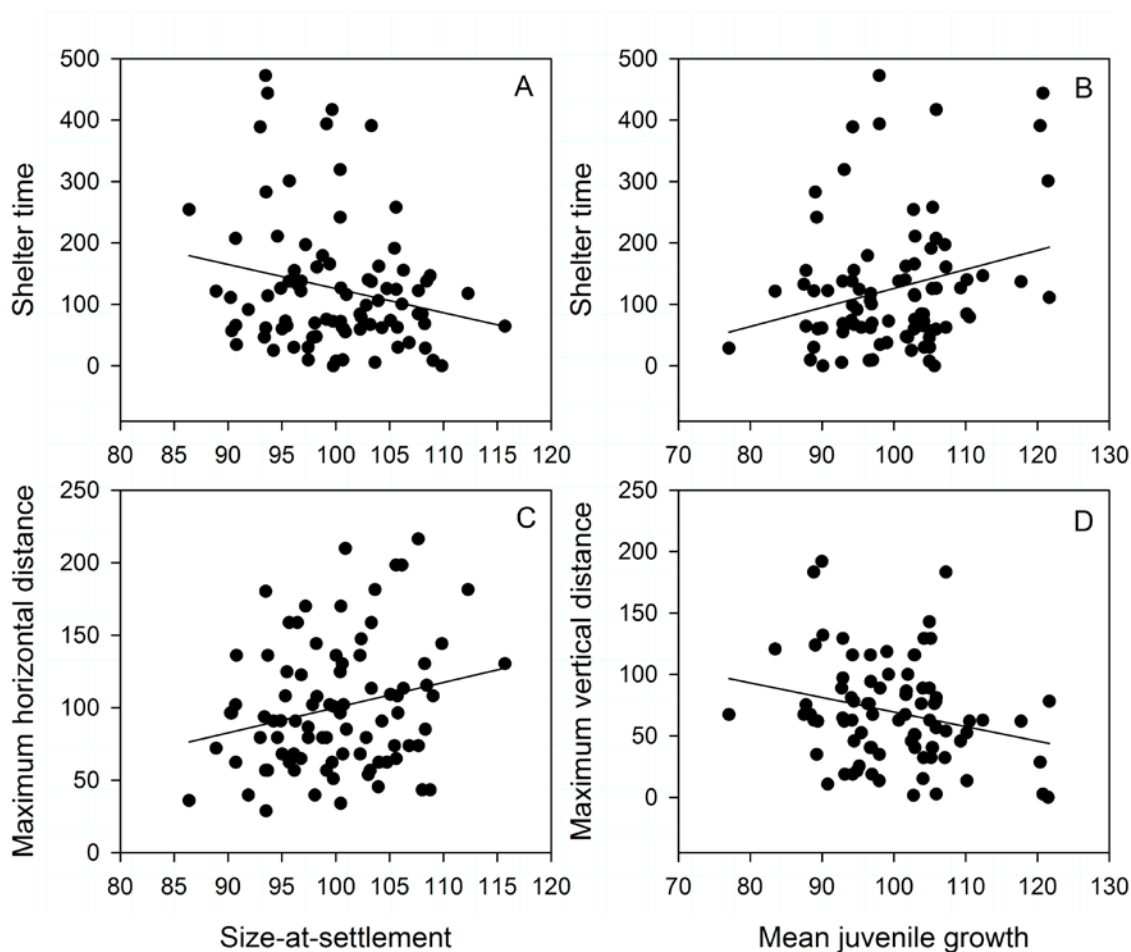 A
B
Shelter time
500
400
300
200
100
0
80 85 90 95 100 105 110 115 120
Shelter time
500
400
300
200
100
0
70 80 90 100 110 120 130
C
D
Maximum horizontal distance
250
200
150
100
50
0
80 85 90 95 100 105 110 115 120
Size-at-settlement
Maximum vertical distance
250
200
150
100
50
0
70 80 90 100 110 120 130
Mean juvenile growth